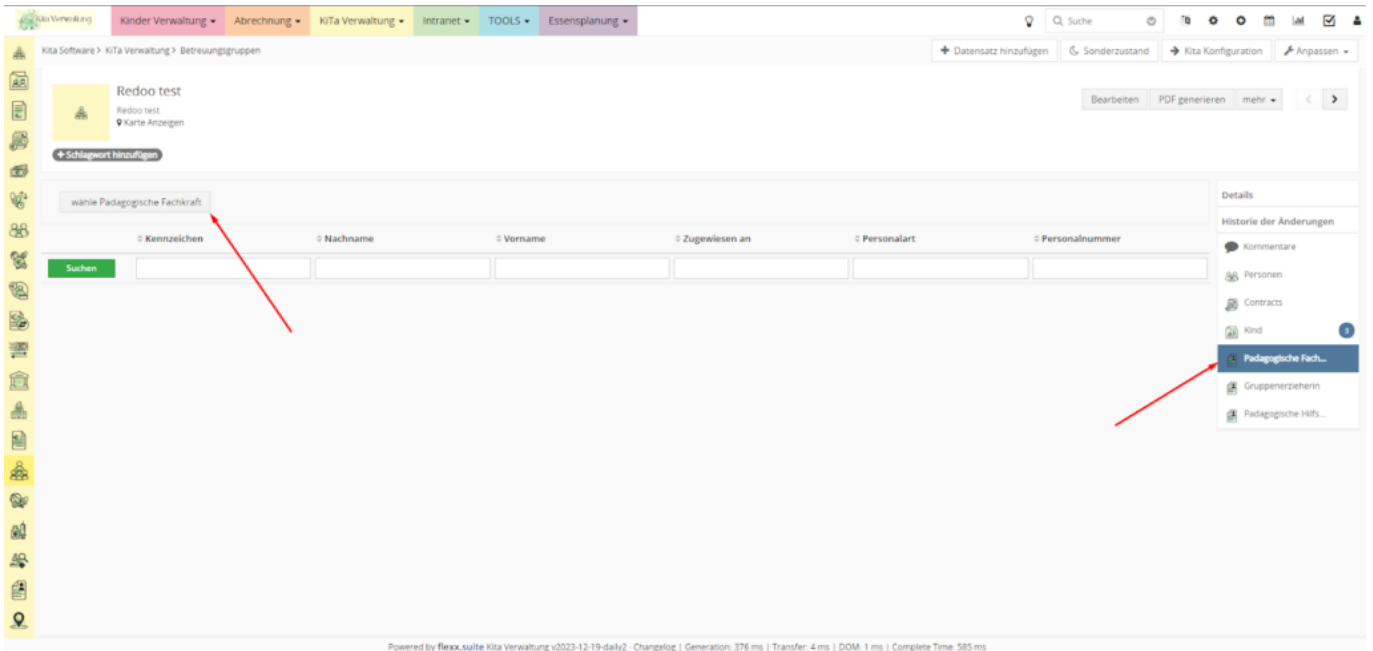 Kita Verwaltung Kinder Verwaltung Abrechnung KiTa Verwaltung Intranet TOOLS Essensplanung Suche
Kita Software > KiTa Verwaltung > Betreuungsgruppen + Datensatz hinzufügen Sonderzustand Kita Konfiguration Anpassen
Redoo test
Redoo test
Karte Anzeigen
Bearbeiten PDF generieren mehr
+ Schlagwort hinzufügen
wähle Padagogische Fachkraft
Kennzeichen Nachname Vorname Zugewiesen an Personalart Personalnummer
Suchen
Details
Historie der Änderungen
Kommentare
Personen
Contracts
Kind 3
Padagogische Fach...
Gruppenerzieherin
Padagogische Hilfs...
Powered by flexx.suite Kita Verwaltung v2023-12-19-daily2 - Changelog | Generation: 376 ms | Transfer: 4 ms | DOM: 1 ms | Complete Time: 585 ms